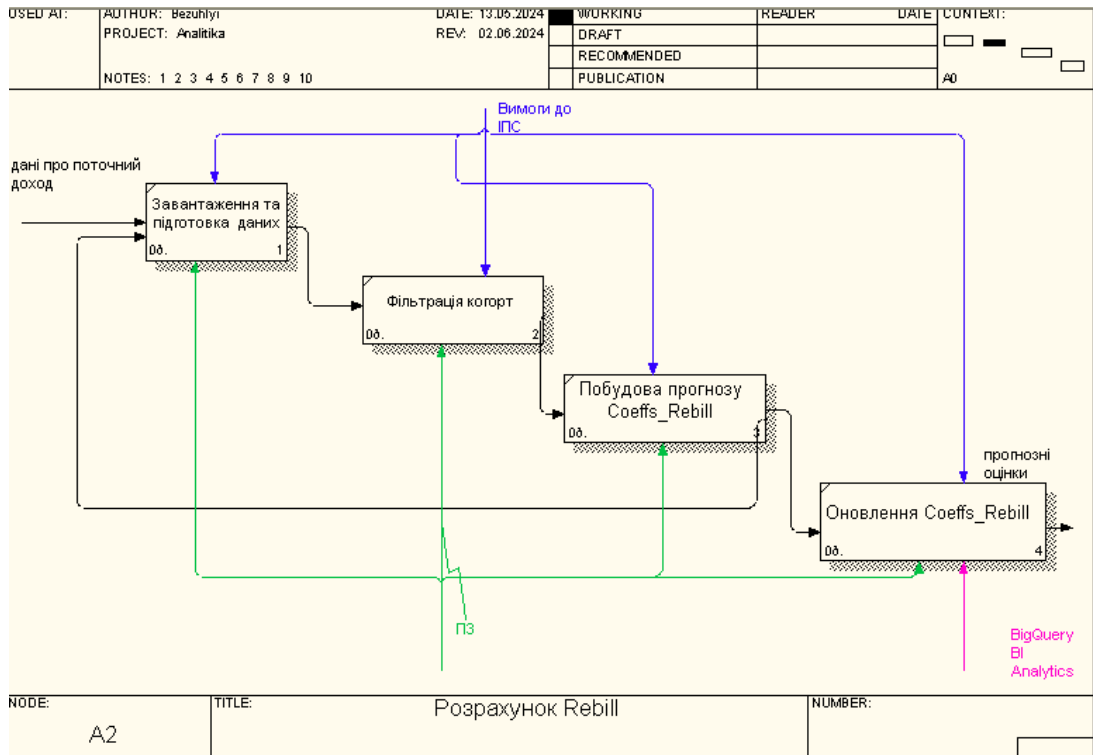 USED AT:
AUTHOR: Bezuhlyi
DATE: 13.05.2024
WORKING
READER
DATE
CONTEXT:
PROJECT: Analitika
REV: 02.06.2024
DRAFT
RECOMMENDED
NOTES: 1 2 3 4 5 6 7 8 9 10
PUBLICATION
A0
Вимоги до
ІПС
дані про поточний
доход
Завантаження та
підготовка даних
0д.
1
Фільтрація когорт
0д.
2
Побудова прогнозу
Coeffs_Rebill
0д.
3
прогнозні
оцінки
Оновлення Coeffs_Rebill
0д.
4
ПЗ
BigQuery
BI
Analytics
NODE:
TITLE:
Розрахунок Rebill
NUMBER:
A2